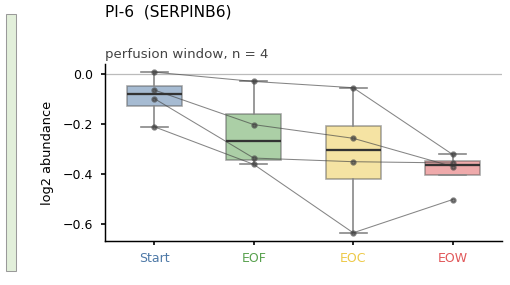 PI-6  (SERPINB6)
perfusion window, n = 4
log2 abundance
0.0
−0.2
−0.4
−0.6
Start EOF EOC EOW